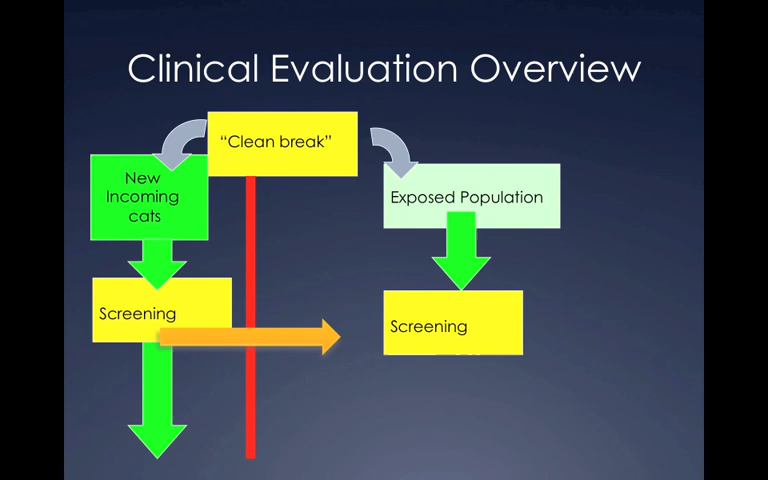 Clinical Evaluation Overview
“Clean break”
New
Incoming
cats
Exposed Population
Screening
Screening